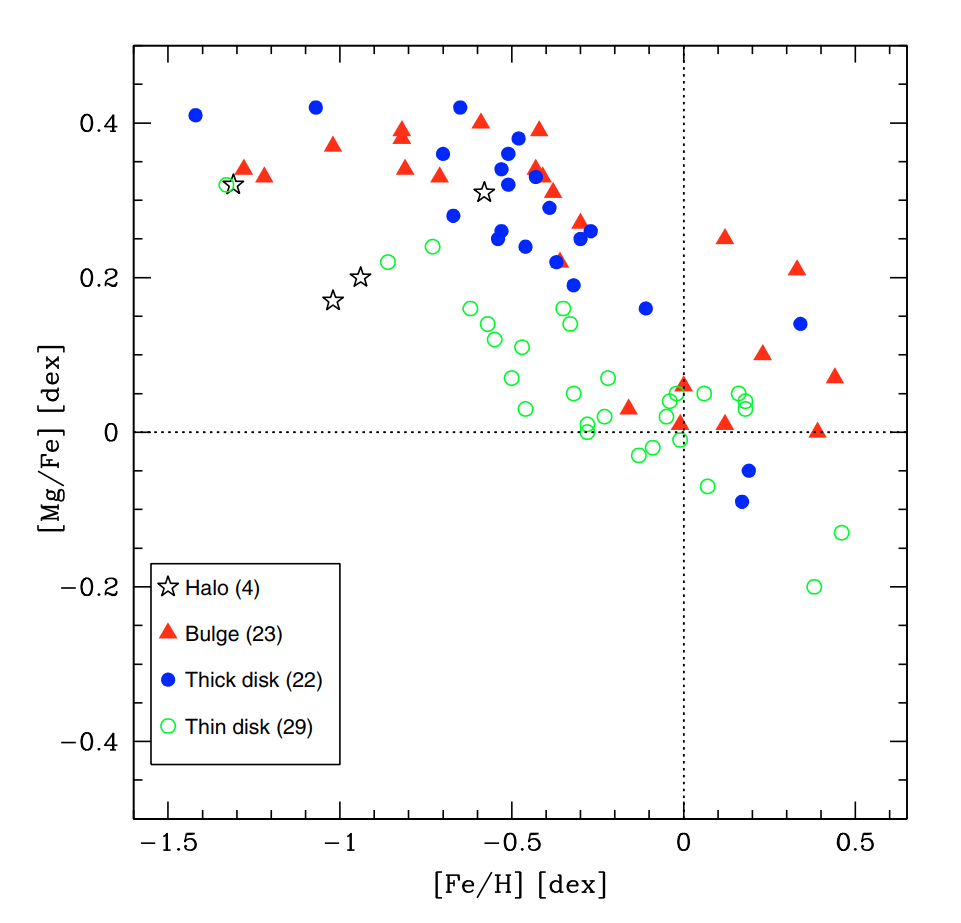 0.4
0.2
0
−0.2
−0.4
[Mg/Fe] [dex]
Halo (4)
Bulge (23)
Thick disk (22)
Thin disk (29)
−1.5 −1 −0.5 0 0.5
[Fe/H] [dex]